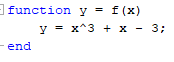 function y = f(x)
y = x^3 + x - 3;
end